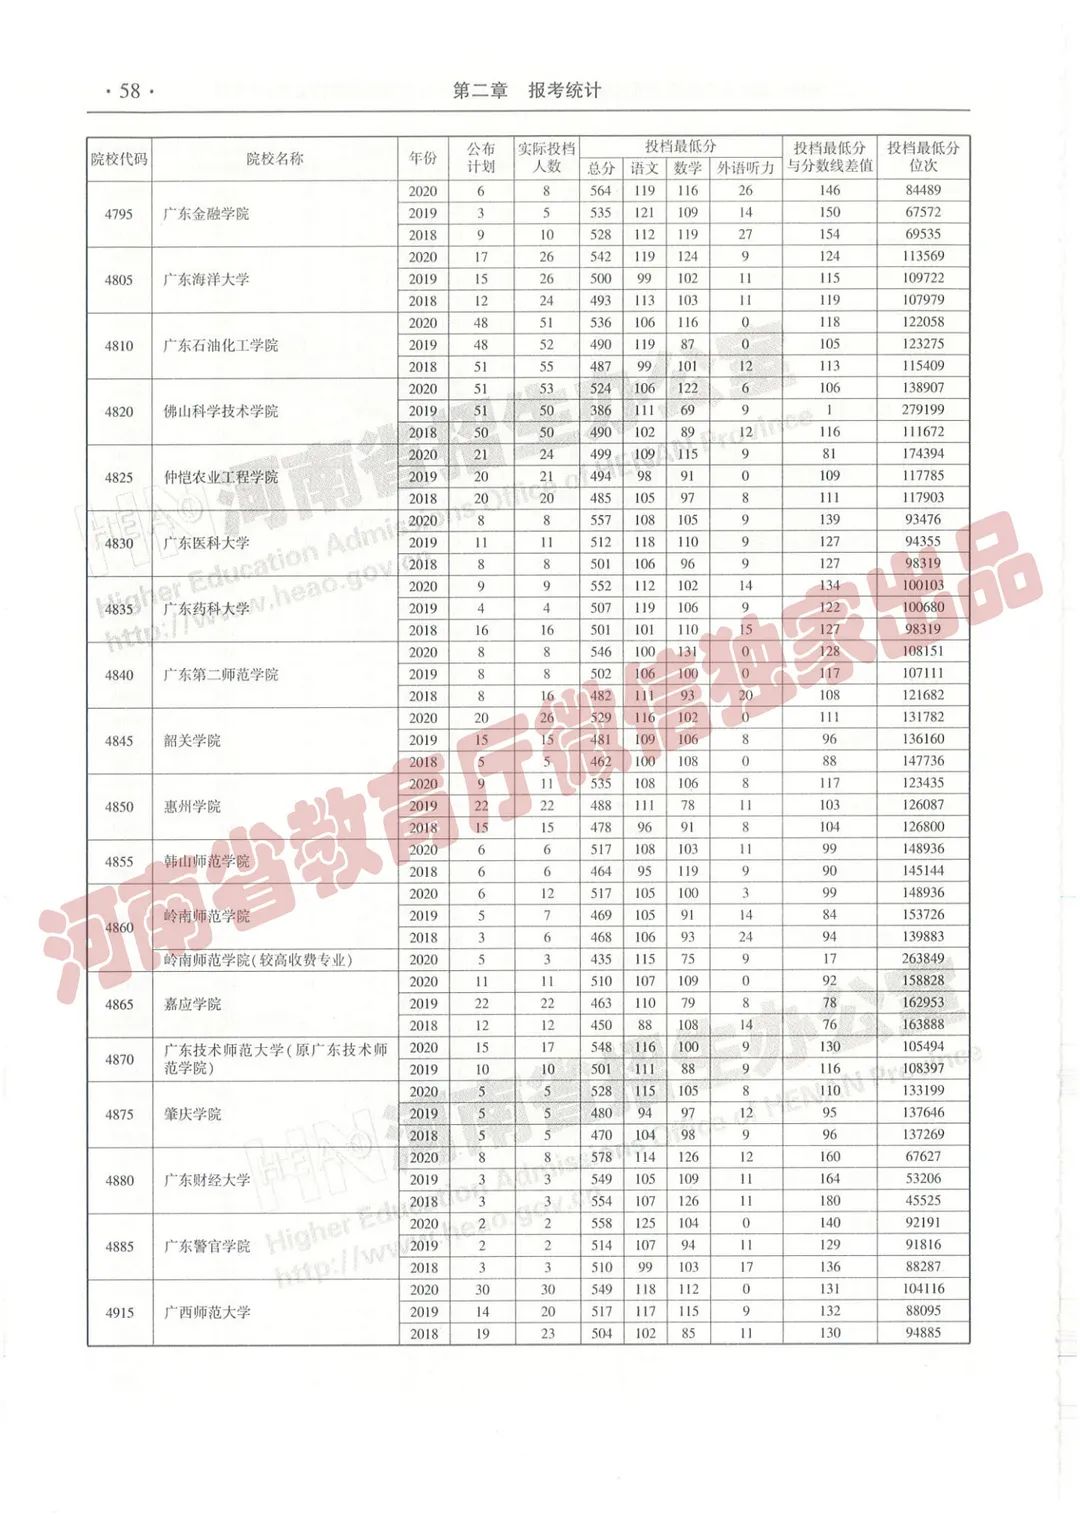 · 58 ·
第二章 报考统计
院校代码 院校名称 年份 公布计划 实际投档人数 投档最低分 投档最低分与分数线差值 投档最低分位次
总分 语文 数学 外语听力
2020 6 8 564 119 116 26 146 84489
4795 广东金融学院 2019 3 5 535 121 109 14 150 67572
2018 9 10 528 112 119 27 154 69535
2020 17 26 542 119 124 9 124 113569
4805 广东海洋大学 2019 15 26 500 99 102 11 115 109722
2018 12 24 493 113 103 11 119 107979
2020 48 51 536 106 116 0 118 122058
4810 广东石油化工学院 2019 48 52 490 119 87 0 105 123275
2018 51 55 487 99 101 12 113 115409
2020 51 53 524 106 122 6 106 138907
4820 佛山科学技术学院 2019 51 50 386 111 69 9 1 279199
2018 50 50 490 102 89 12 116 111672
2020 21 24 499 109 115 9 81 174394
4825 仲恺农业工程学院 2019 20 21 494 98 91 0 109 117785
2018 20 20 485 105 97 8 111 117903
2020 8 8 557 108 105 9 139 93476
4830 广东医科大学 2019 11 11 512 118 110 9 127 94355
2018 8 8 501 106 96 9 127 98319
2020 9 9 552 112 102 14 134 100103
4835 广东药科大学 2019 4 4 507 119 106 9 122 100680
2018 16 16 501 101 110 15 127 98319
2020 8 8 546 100 131 0 128 108151
4840 广东第二师范学院 2019 8 8 502 106 100 0 117 107111
2018 8 16 482 111 93 20 108 121682
2020 20 26 529 116 102 0 111 131782
4845 韶关学院 2019 15 15 481 109 106 8 96 136160
2018 5 5 462 100 108 0 88 147736
2020 9 11 535 108 106 8 117 123435
4850 惠州学院 2019 22 22 488 111 78 11 103 126087
2018 15 15 478 96 91 8 104 126800
4855 韩山师范学院 2020 6 6 517 108 103 11 99 148936
2018 6 6 464 95 119 9 90 145144
2020 6 12 517 105 100 3 99 148936
4860 岭南师范学院 2019 5 7 469 105 91 14 84 153726
2018 3 6 468 106 93 24 94 139883
岭南师范学院(较高收费专业) 2020 5 3 435 115 75 9 17 263849
2020 11 11 510 107 109 0 92 158828
4865 嘉应学院 2019 22 22 463 110 79 8 78 162953
2018 12 12 450 88 108 14 76 163888
4870 广东技术师范大学(原广东技术师 2020 15 17 548 116 100 9 130 105494
范学院) 2019 10 10 501 111 88 9 116 108397
2020 5 5 528 115 105 8 110 133199
4875 肇庆学院 2019 5 5 480 94 97 12 95 137646
2018 5 5 470 104 98 9 96 137269
2020 8 8 578 114 126 12 160 67627
4880 广东财经大学 2019 3 3 549 105 109 11 164 53206
2018 3 3 554 107 126 11 180 45525
2020 2 2 558 125 104 0 140 92191
4885 广东警官学院 2019 2 2 514 107 94 11 129 91816
2018 3 3 510 99 103 17 136 88287
2020 30 30 549 118 112 0 131 104116
4915 广西师范大学 2019 14 20 517 117 115 9 132 88095
2018 19 23 504 102 85 11 130 94885
河南省招生办公室
Higher Education Admissions Office of HENAN Province
http://www.heao.gov.cn
河南省教育厅微信独家出品
河南省招生办公室
Higher Education Admissions Office of HENAN Province
http://www.heao.gov.cn